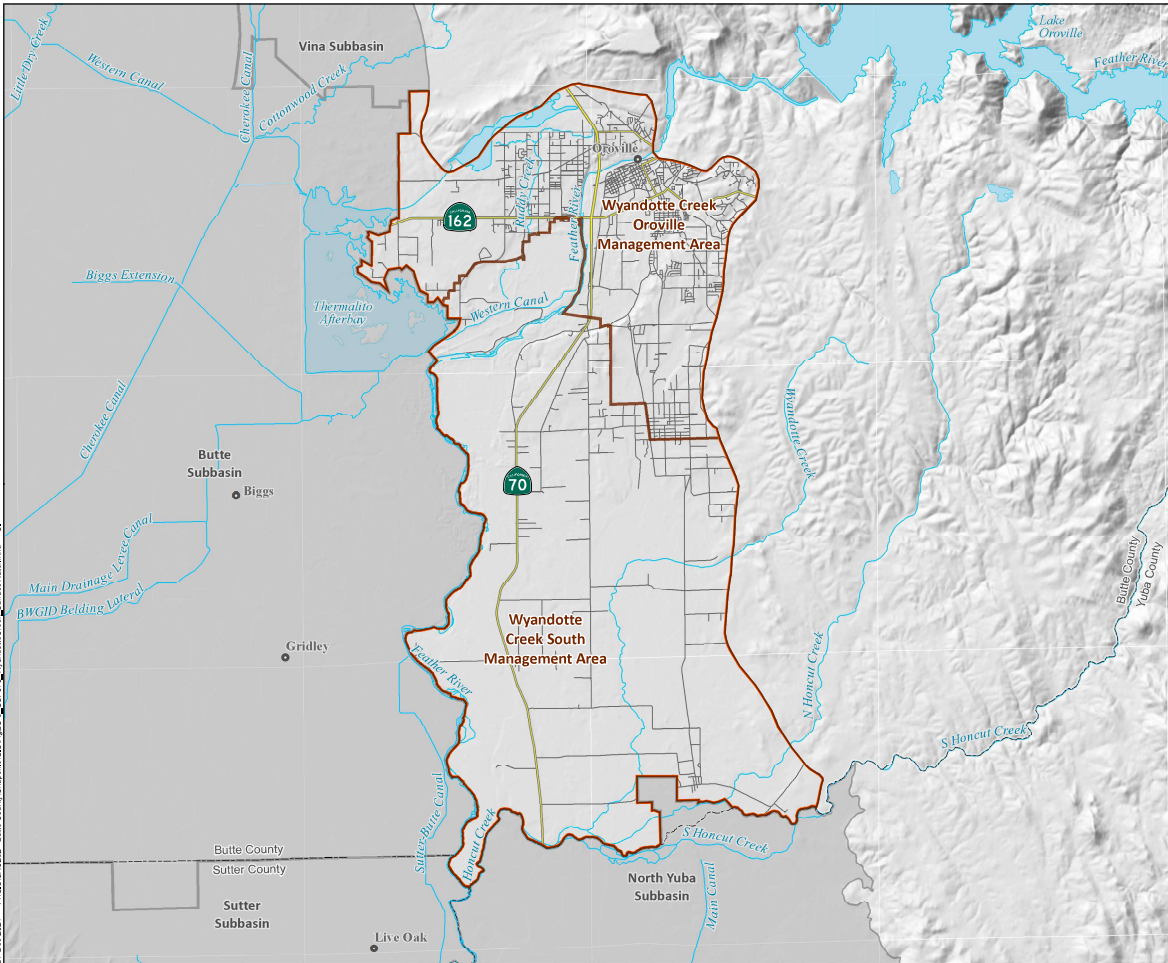 Lake
Oroville
Vina Subbasin
Little Dry Creek
Western Canal
Cherokee Canal
Cottonwood Creek
Feather River
Oroville
Ruddy Creek
Feather River
CALIFORNIA
162
Wyandotte Creek
Oroville
Management Area
Biggs Extension
Thermalito
Afterbay
Western Canal
Cherokee Canal
Wyandotte Creek
Butte
Subbasin
Biggs
CALIFORNIA
70
Main Drainage Levee Canal
BWGID Belding Lateral
Butte County
Yuba County
Wyandotte
Creek South
Management Area
Gridley
Feather River
N Honcut Creek
S Honcut Creek
Sutter-Butte Canal
Honcut Creek
S Honcut Creek
Butte County
Sutter County
North Yuba
Subbasin
Main Canal
Sutter
Subbasin
Live Oak